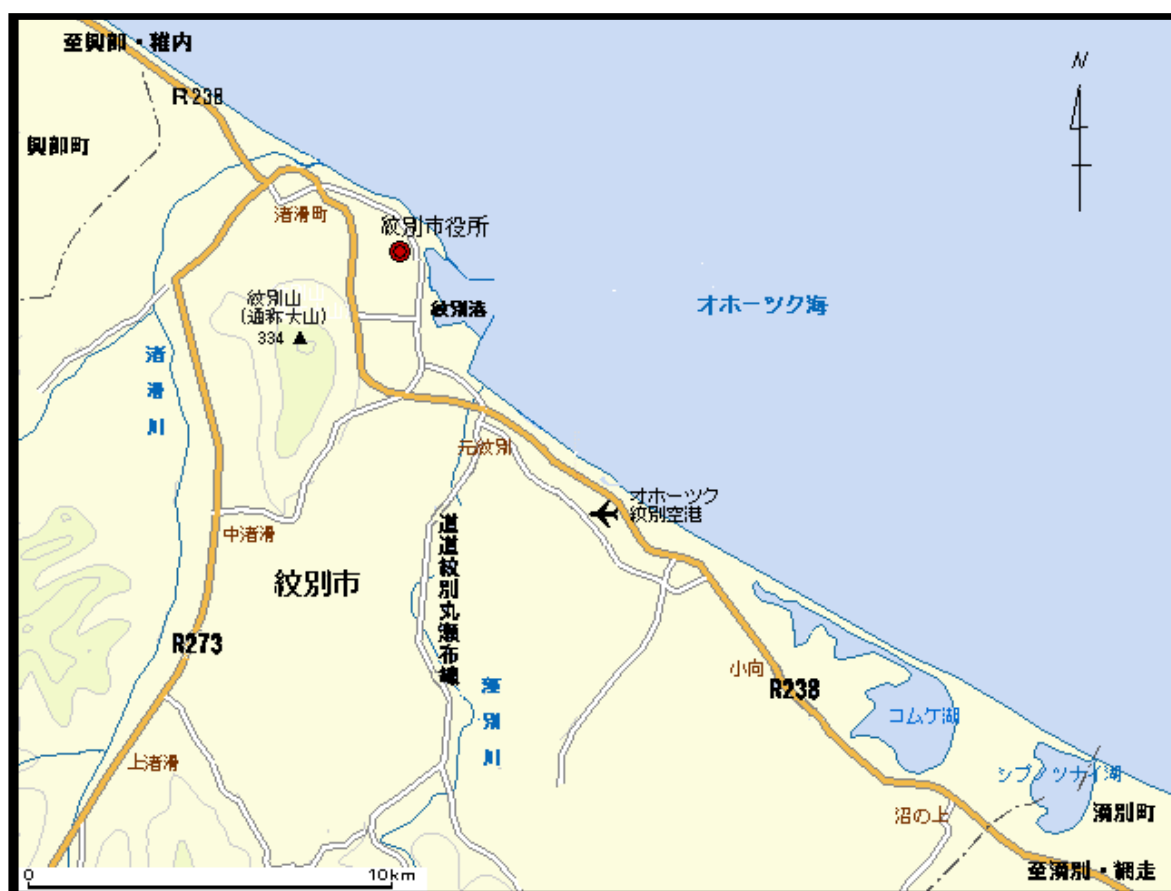 至興部・稚内
R238
N
興部町
渚滑町
紋別市役所
紋別山
(通称大山)
334 ▲
紋別港
オホーツク海
渚滑川
元紋別
オホーツク
紋別空港
中渚滑
紋別市
道道紋別丸瀬布線
R273
小向
R238
藻別川
コムケ湖
上渚滑
シブノツナイ湖
沼の上
湧別町
至湧別・網走
0 10km